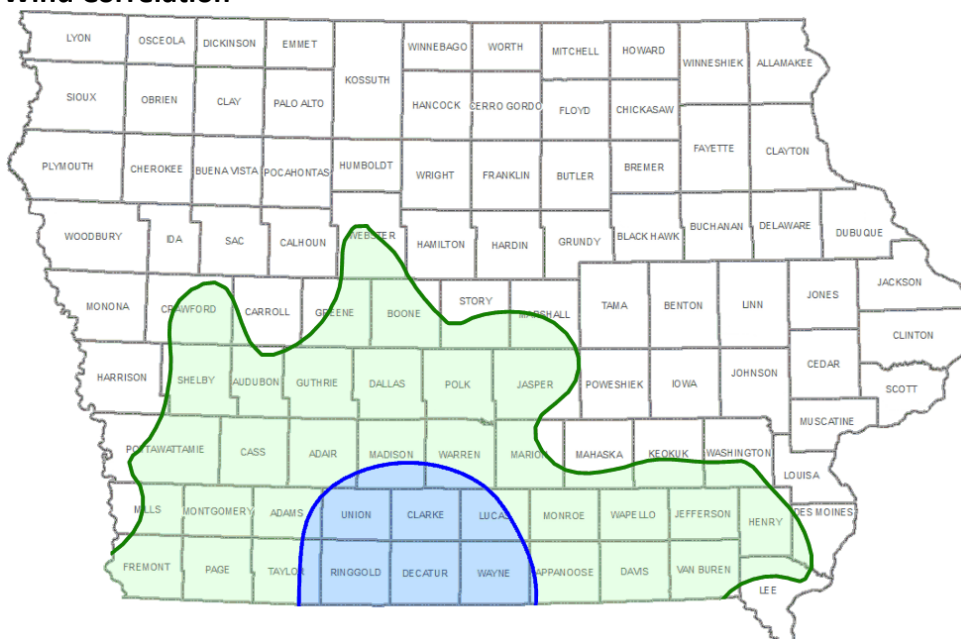 Wind Correlation
LYON OSCEOLA DICKINSON EMMET WINNEBAGO WORTH MITCHELL HOWARD WINNESHIEK ALLAMAKEE
KOSSUTH
SIOUX OBRIEN CLAY PALO ALTO HANCOCK CERRO GORDO FLOYD CHICKASAW
PLYMOUTH CHEROKEE BUENA VISTA POCAHONTAS HUMBOLDT WRIGHT FRANKLIN BUTLER BREMER FAYETTE CLAYTON
WOODBURY IDA SAC CALHOUN WEBSTER HAMILTON HARDIN GRUNDY BLACK HAWK BUCHANAN DELAWARE DUBUQUE
MONONA CRAWFORD CARROLL GREENE BOONE STORY MARSHALL TAMA BENTON LINN JONES JACKSON
CLINTON
HARRISON SHELBY AUDUBON GUTHRIE DALLAS POLK JASPER POWESHIEK IOWA JOHNSON CEDAR SCOTT
MUSCATINE
POTTAWATTAMIE CASS ADAIR MADISON WARREN MARION MAHASKA KEOKUK WASHINGTON LOUISA
MILLS MONTGOMERY ADAMS UNION CLARKE LUCAS MONROE WAPELLO JEFFERSON HENRY DES MOINES
FREMONT PAGE TAYLOR RINGGOLD DECATUR WAYNE APPANOOSE DAVIS VAN BUREN LEE